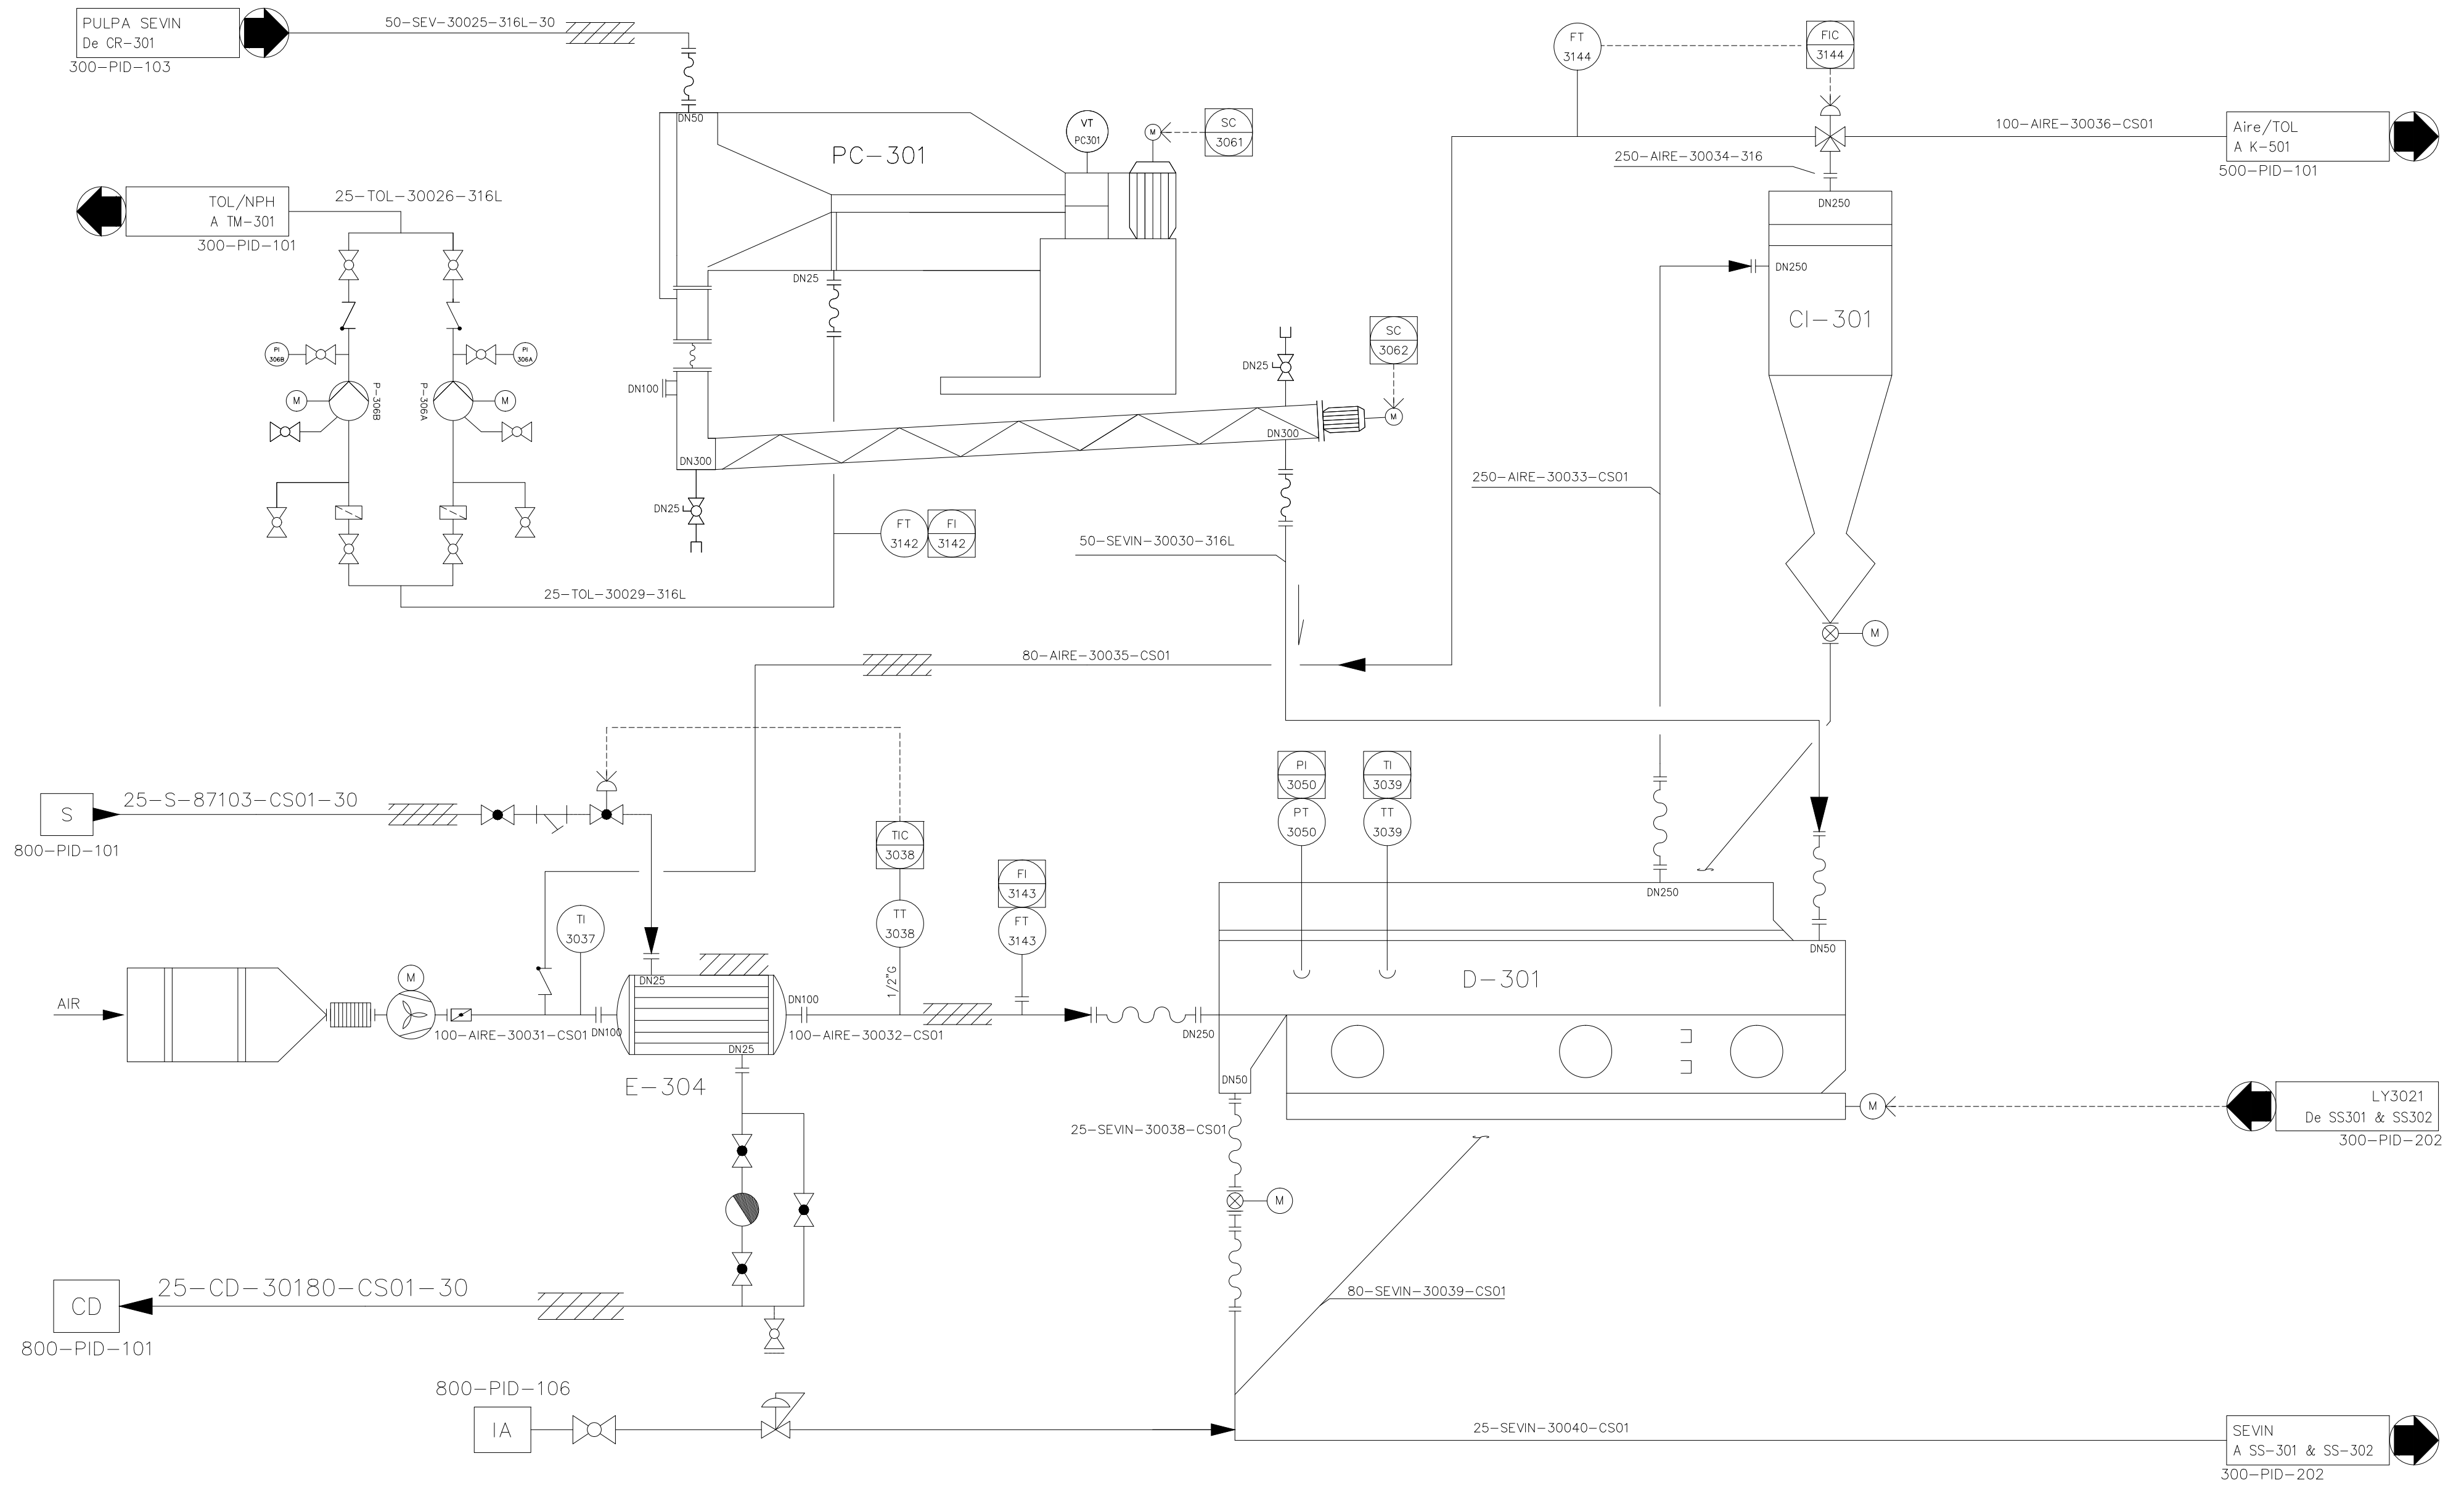 PULPA SEVIN
De CR-301
300-PID-103
50-SEV-30025-316L-30
DN50
PC-301
VT
PC301
M
SC
3061
FT
3144
FIC
3144
100-AIRE-30036-CS01
Aire/TOL
A K-501
500-PID-101
250-AIRE-30034-316
DN250
DN250
CI-301
M
TOL/NPH
A TM-301
300-PID-101
25-TOL-30026-316L
PI
306B
PI
306A
M
P-306B
P-306A
M
DN25
DN100
DN300
DN25
DN25
DN300
M
SC
3062
FT
3142
FI
3142
25-TOL-30029-316L
50-SEVIN-30030-316L
250-AIRE-30033-CS01
80-AIRE-30035-CS01
S
25-S-87103-CS01-30
800-PID-101
TIC
3038
TT
3038
1/2"G
FI
3143
FT
3143
PI
3050
PT
3050
TI
3039
TT
3039
DN250
DN50
D-301
TI
3037
AIR
M
100-AIRE-30031-CS01
DN100
DN25
DN25
DN100
100-AIRE-30032-CS01
E-304
DN250
DN50
25-SEVIN-30038-CS01
M
M
LY3021
De SS301 & SS302
300-PID-202
CD
25-CD-30180-CS01-30
800-PID-101
80-SEVIN-30039-CS01
800-PID-106
IA
25-SEVIN-30040-CS01
SEVIN
A SS-301 & SS-302
300-PID-202